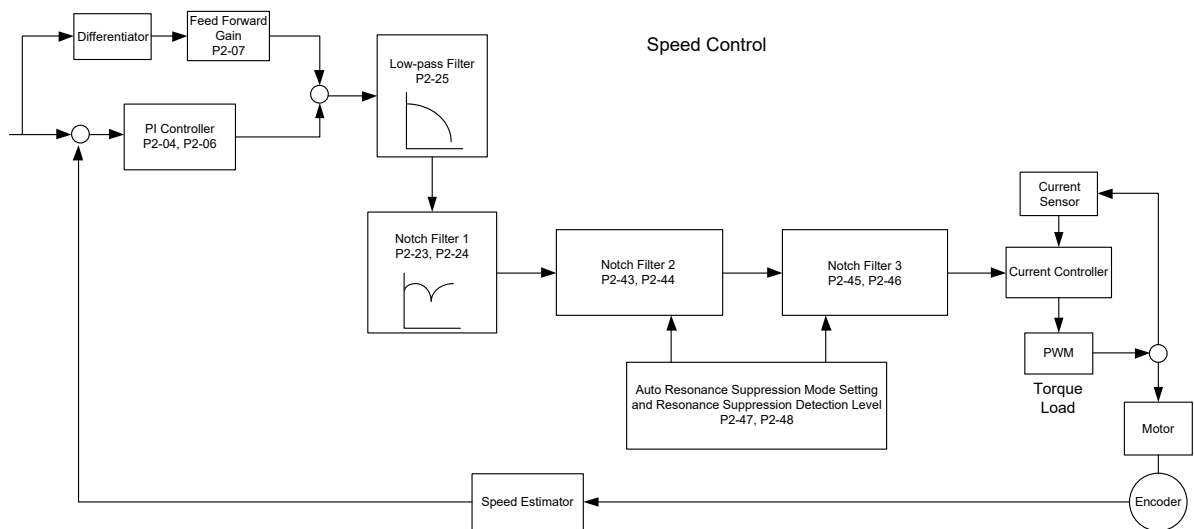 Differentiator
Feed Forward
Gain
P2-07
Speed Control
Low-pass Filter
P2-25
PI Controller
P2-04, P2-06
Current
Sensor
Notch Filter 1
P2-23, P2-24
Notch Filter 2
P2-43, P2-44
Notch Filter 3
P2-45, P2-46
Current Controller
PWM
Torque
Load
Auto Resonance Suppression Mode Setting
and Resonance Suppression Detection Level
P2-47, P2-48
Motor
Speed Estimator
Encoder